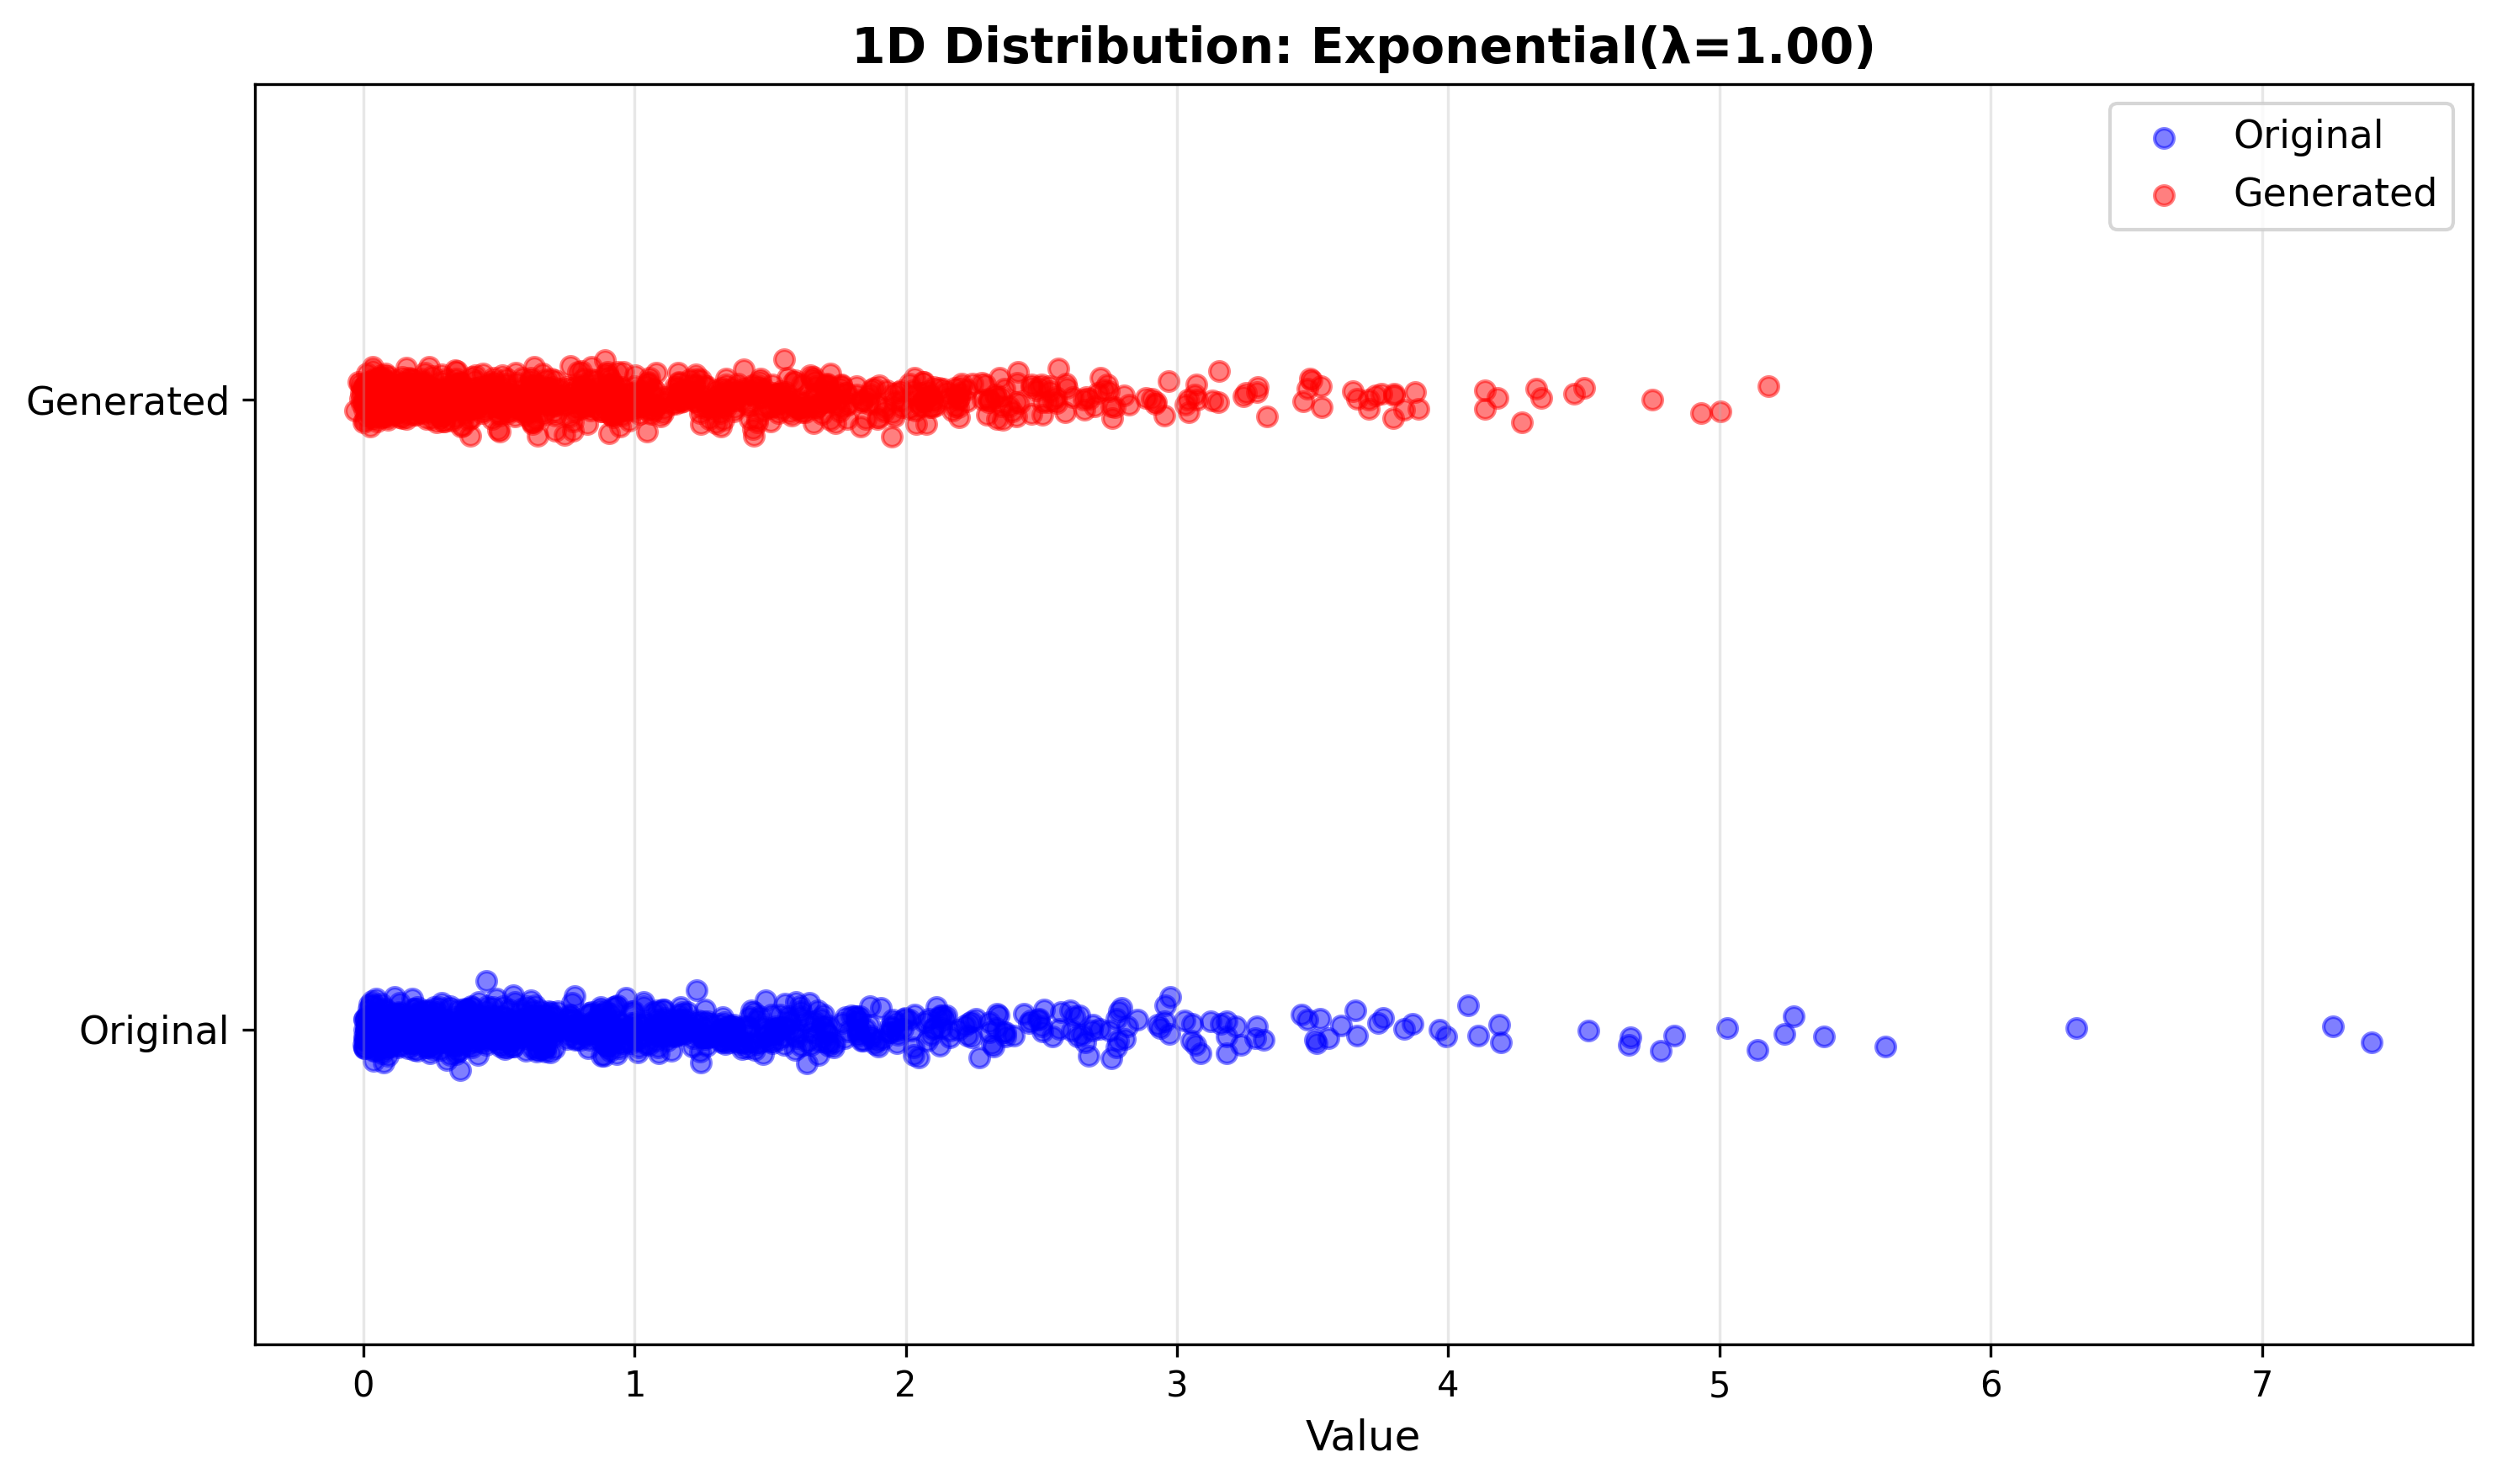 1D Distribution: Exponential(λ=1.00)
Original
Generated
Generated
Original
0 1 2 3 4 5 6 7
Value